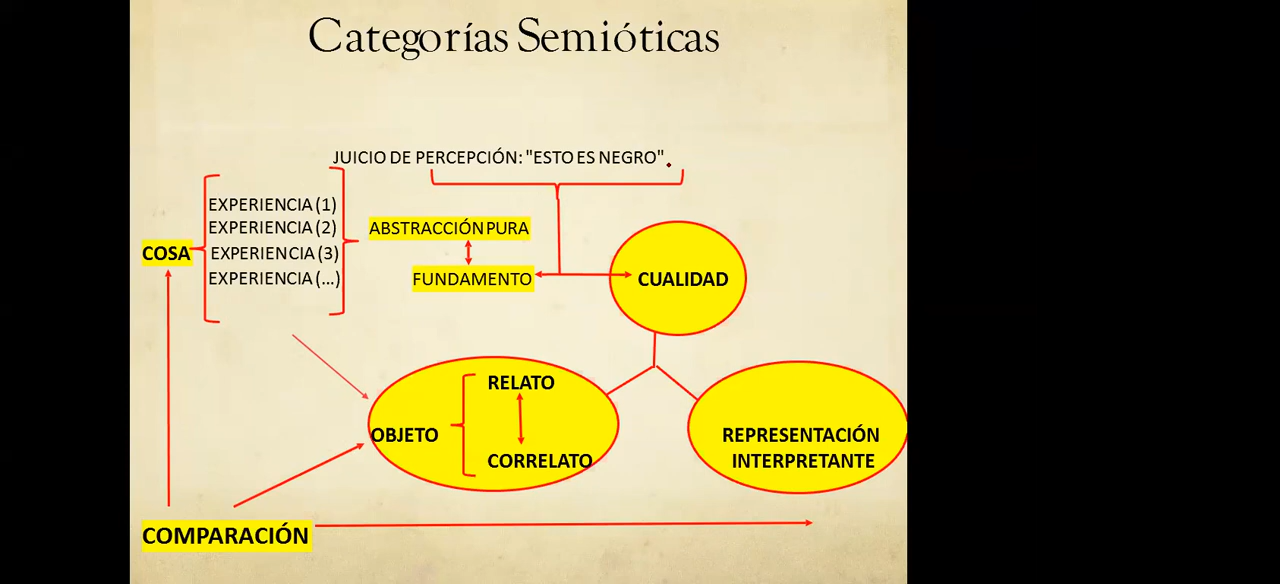 Categorías Semióticas
JUICIO DE PERCEPCIÓN: "ESTO ES NEGRO".
EXPERIENCIA (1)
EXPERIENCIA (2)
EXPERIENCIA (3)
EXPERIENCIA (...)
COSA
ABSTRACCIÓN PURA
FUNDAMENTO
CUALIDAD
RELATO
OBJETO
CORRELATO
REPRESENTACIÓN
INTERPRETANTE
COMPARACIÓN